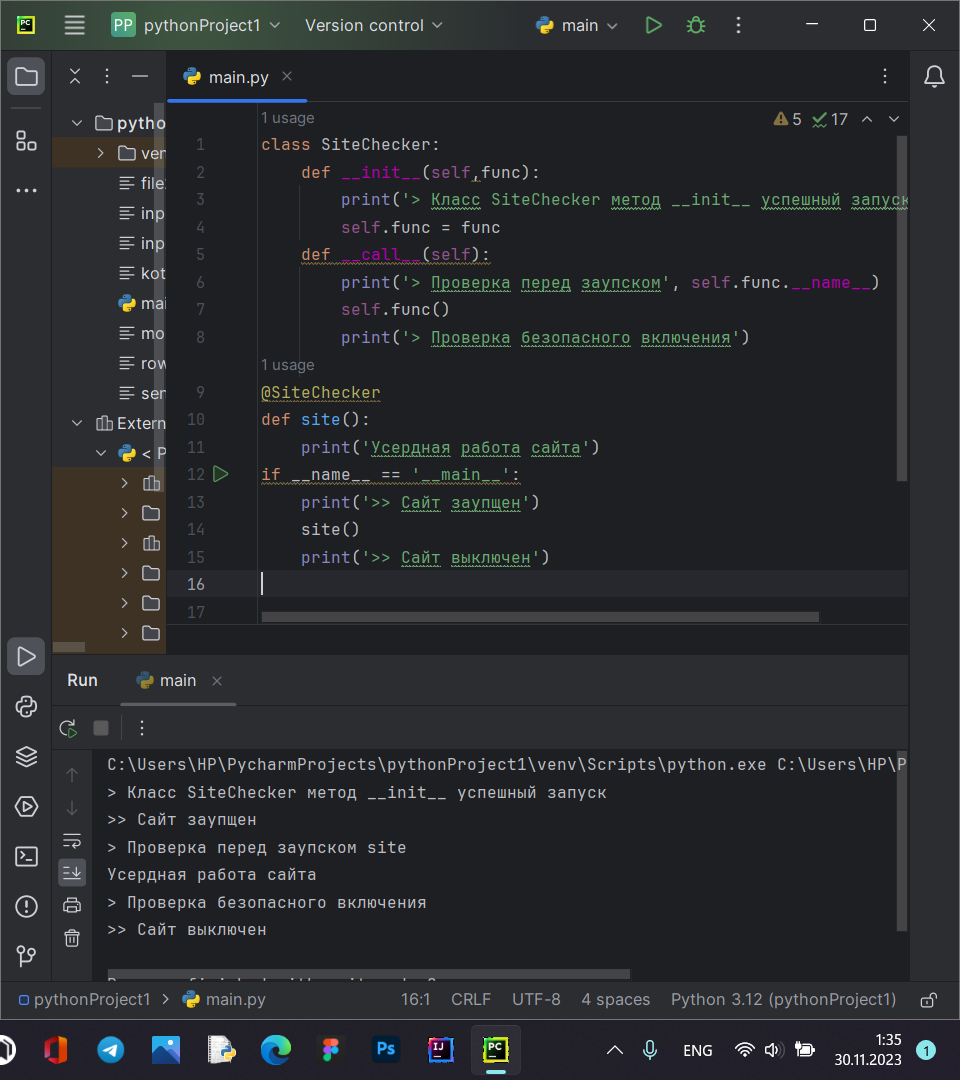 PC
PP pythonProject1 Version control main
main.py
pytho
ven
file
inp
inp
kot
mai
mo
row
sen
Extern
< P
1 usage
5 17
1 class SiteChecker:
2 def __init__(self,func):
3 print('> Класс SiteChecker метод __init__ успешный запуск
4 self.func = func
5 def __call__(self):
6 print('> Проверка перед заупском', self.func.__name__)
7 self.func()
8 print('> Проверка безопасного включения')
1 usage
9 @SiteChecker
10 def site():
11 print('Усердная работа сайта')
12 if __name__ == '__main__':
13 print('>> Сайт заупщен')
14 site()
15 print('>> Сайт выключен')
16
17
Run main
C:\Users\HP\PycharmProjects\pythonProject1\venv\Scripts\python.exe C:\Users\HP\P
> Класс SiteChecker метод __init__ успешный запуск
>> Сайт заупщен
> Проверка перед заупском site
Усердная работа сайта
> Проверка безопасного включения
>> Сайт выключен
pythonProject1 > main.py 16:1 CRLF UTF-8 4 spaces Python 3.12 (pythonProject1)
Ps IJ PC ENG 1:35
30.11.2023 1